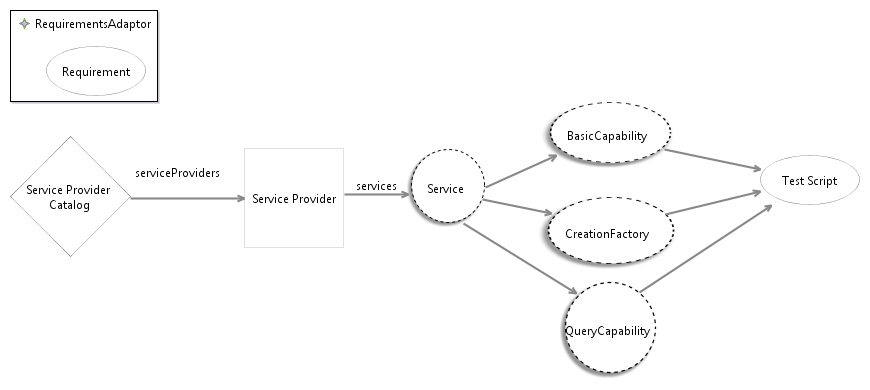 RequirementsAdaptor
Requirement
serviceProviders
Service Provider
Catalog
Service Provider
services
Service
BasicCapability
CreationFactory
QueryCapability
Test Script